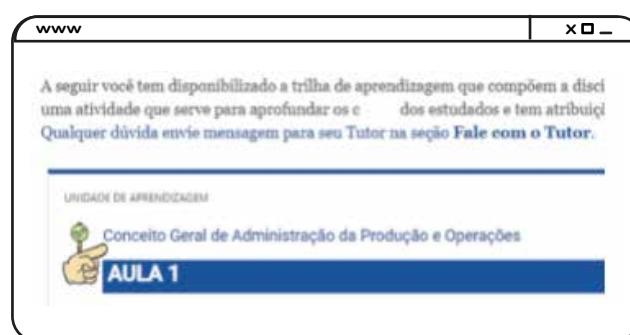 www
A seguir você tem disponibilizado a trilha de aprendizagem que compõem a disci
uma atividade que serve para aprofundar os c dos estudados e tem atribuiçi
Qualquer dúvida envie mensagem para seu Tutor na seção Fale com o Tutor.
UNIDADE DE APRENDIZAGEM
Conceito Geral de Administração da Produção e Operações
AULA 1